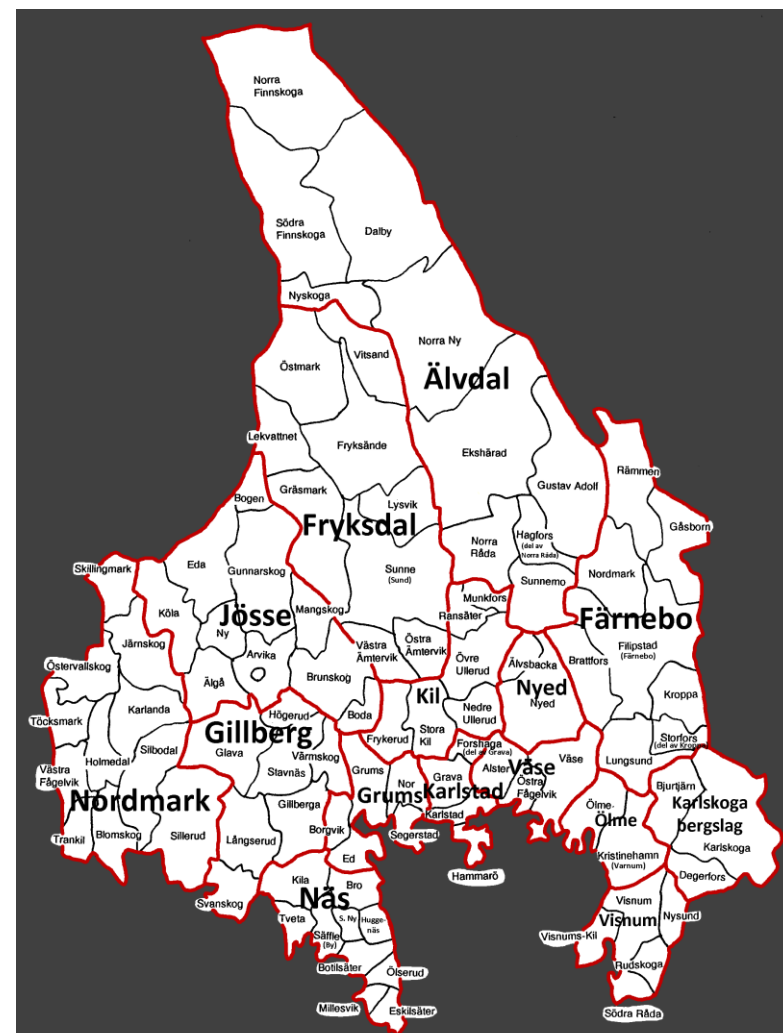 Norra
Finnskoga
Södra
Finnskoga
Dalby
Nyskoga
Norra Ny
Vitsand
Östmark
Älvdal
Lekvattnet
Fryksände
Ekshärad
Rämmen
Gräsmark
Gustav Adolf
Bogen
Lysvik
Gåsborn
Fryksdal
Hagfors
(del av
Norra Råda)
Norra
Råda
Eda
Skillingmark
Gunnarskog
Sunne
(Sund)
Sunnemo
Nordmark
Munkfors
Köla
Jösse
Mangskog
Ransäter
Färnebo
Ny
Järnskog
Västra
Ämtervik
Östra
Ämtervik
Filipstad
(Färnebo)
Arvika
Övre
Ullerud
Älvsbacka
Brattfors
Östervallskog
Älgå
Brunskog
Kil
Nyed
Nyed
Kroppa
Karlanda
Högerud
Boda
Nedre
Ullerud
Töcksmark
Gillberg
Stora
Kil
Storfors
(del av Kroppa)
Glava
Värmskog
Frykerud
Forshaga
(del av Grava)
Silbodal
Holmedal
Väse
Väse
Lungsund
Stavnäs
Alster
Västra
Fågelvik
Grums
Nor
Grava
Östra
Fågelvik
Bjurtjärn
Nordmark
Grums
Karlstad
Karlskoga
bergslag
Gillberga
Karlstad
Ölme-
Ölme
Trankil
Blomskog
Sillerud
Långserud
Borgvik
Segerstad
Karlskoga
Ed
Kristinehamn
(Varnum)
Hammarö
Degerfors
Kila
Bro
Svanskog
Näs
Visnum
Nysund
Tveta
S. Ny
Hugge-
näs
Visnum
Säffle
(By)
Visnums-Kil
Botilsäter
Ölserud
Rudskoga
Millesvik
Eskilsäter
Södra Råda